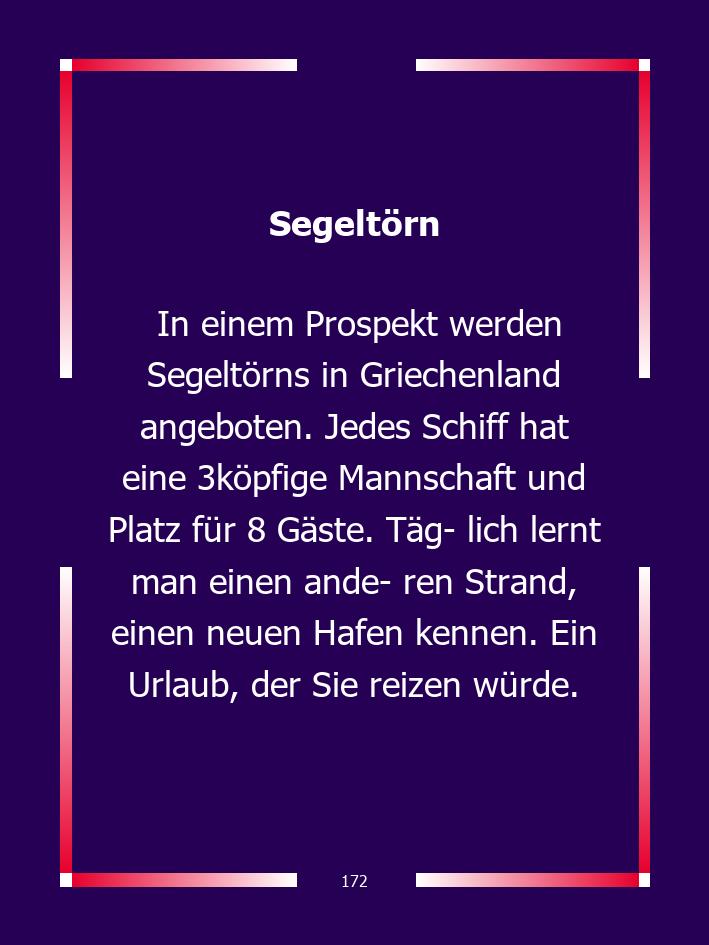 Segeltörn
In einem Prospekt werden
Segeltörns in Griechenland
angeboten. Jedes Schiff hat
eine 3köpfige Mannschaft und
Platz für 8 Gäste. Täg- lich lernt
man einen ande- ren Strand,
einen neuen Hafen kennen. Ein
Urlaub, der Sie reizen würde.
172